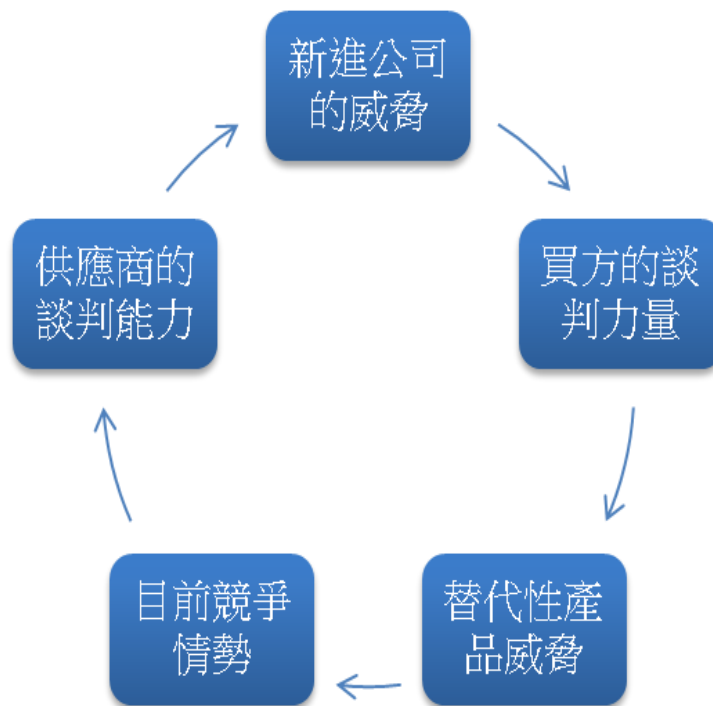 新進公司
的威脅
供應商的
談判能力
買方的談
判力量
目前競爭
情勢
替代性產
品威脅